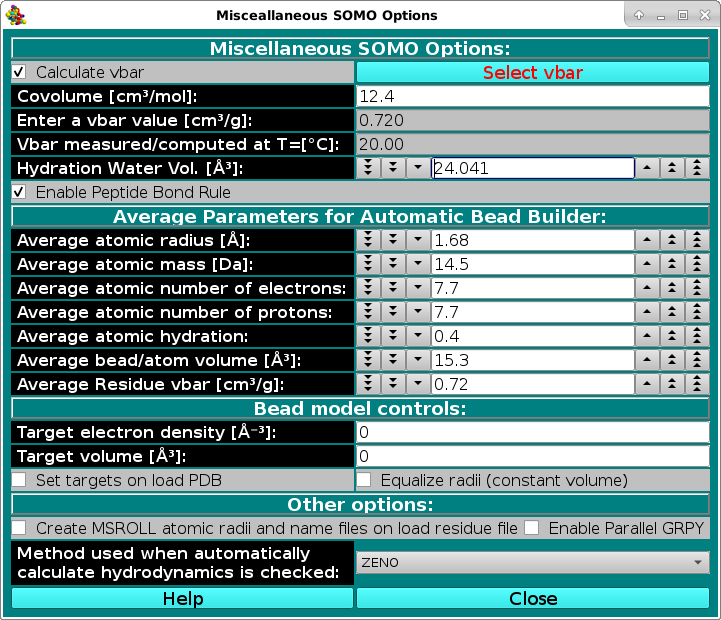 Misceallaneous SOMO Options
Miscellaneous SOMO Options:
Calculate vbar
Select vbar
Covolume [cm³/mol]:
12.4
Enter a vbar value [cm³/g]:
0.720
Vbar measured/computed at T=[°C]:
20.00
Hydration Water Vol. [Å³]:
24.041
Enable Peptide Bond Rule
Average Parameters for Automatic Bead Builder:
Average atomic radius [Å]:
1.68
Average atomic mass [Da]:
14.5
Average atomic number of electrons:
7.7
Average atomic number of protons:
7.7
Average atomic hydration:
0.4
Average bead/atom volume [Å³]:
15.3
Average Residue vbar [cm³/g]:
0.72
Bead model controls:
Target electron density [Å⁻³]:
0
Target volume [Å³]:
0
Set targets on load PDB
Equalize radii (constant volume)
Other options:
Create MSROLL atomic radii and name files on load residue file
Enable Parallel GRPY
Method used when automatically
calculate hydrodynamics is checked:
ZENO
Help
Close